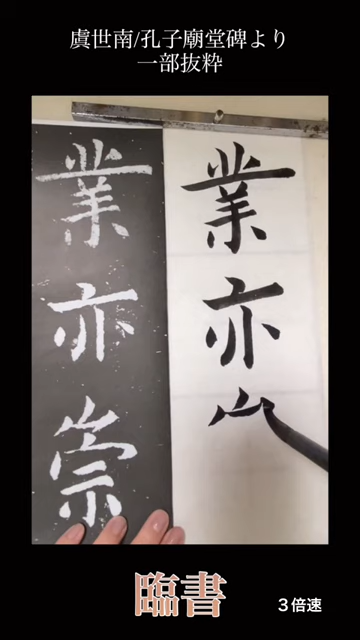 虞世南/孔子廟堂碑より
一部抜粋
業亦崇
業亦山
臨書
3倍速